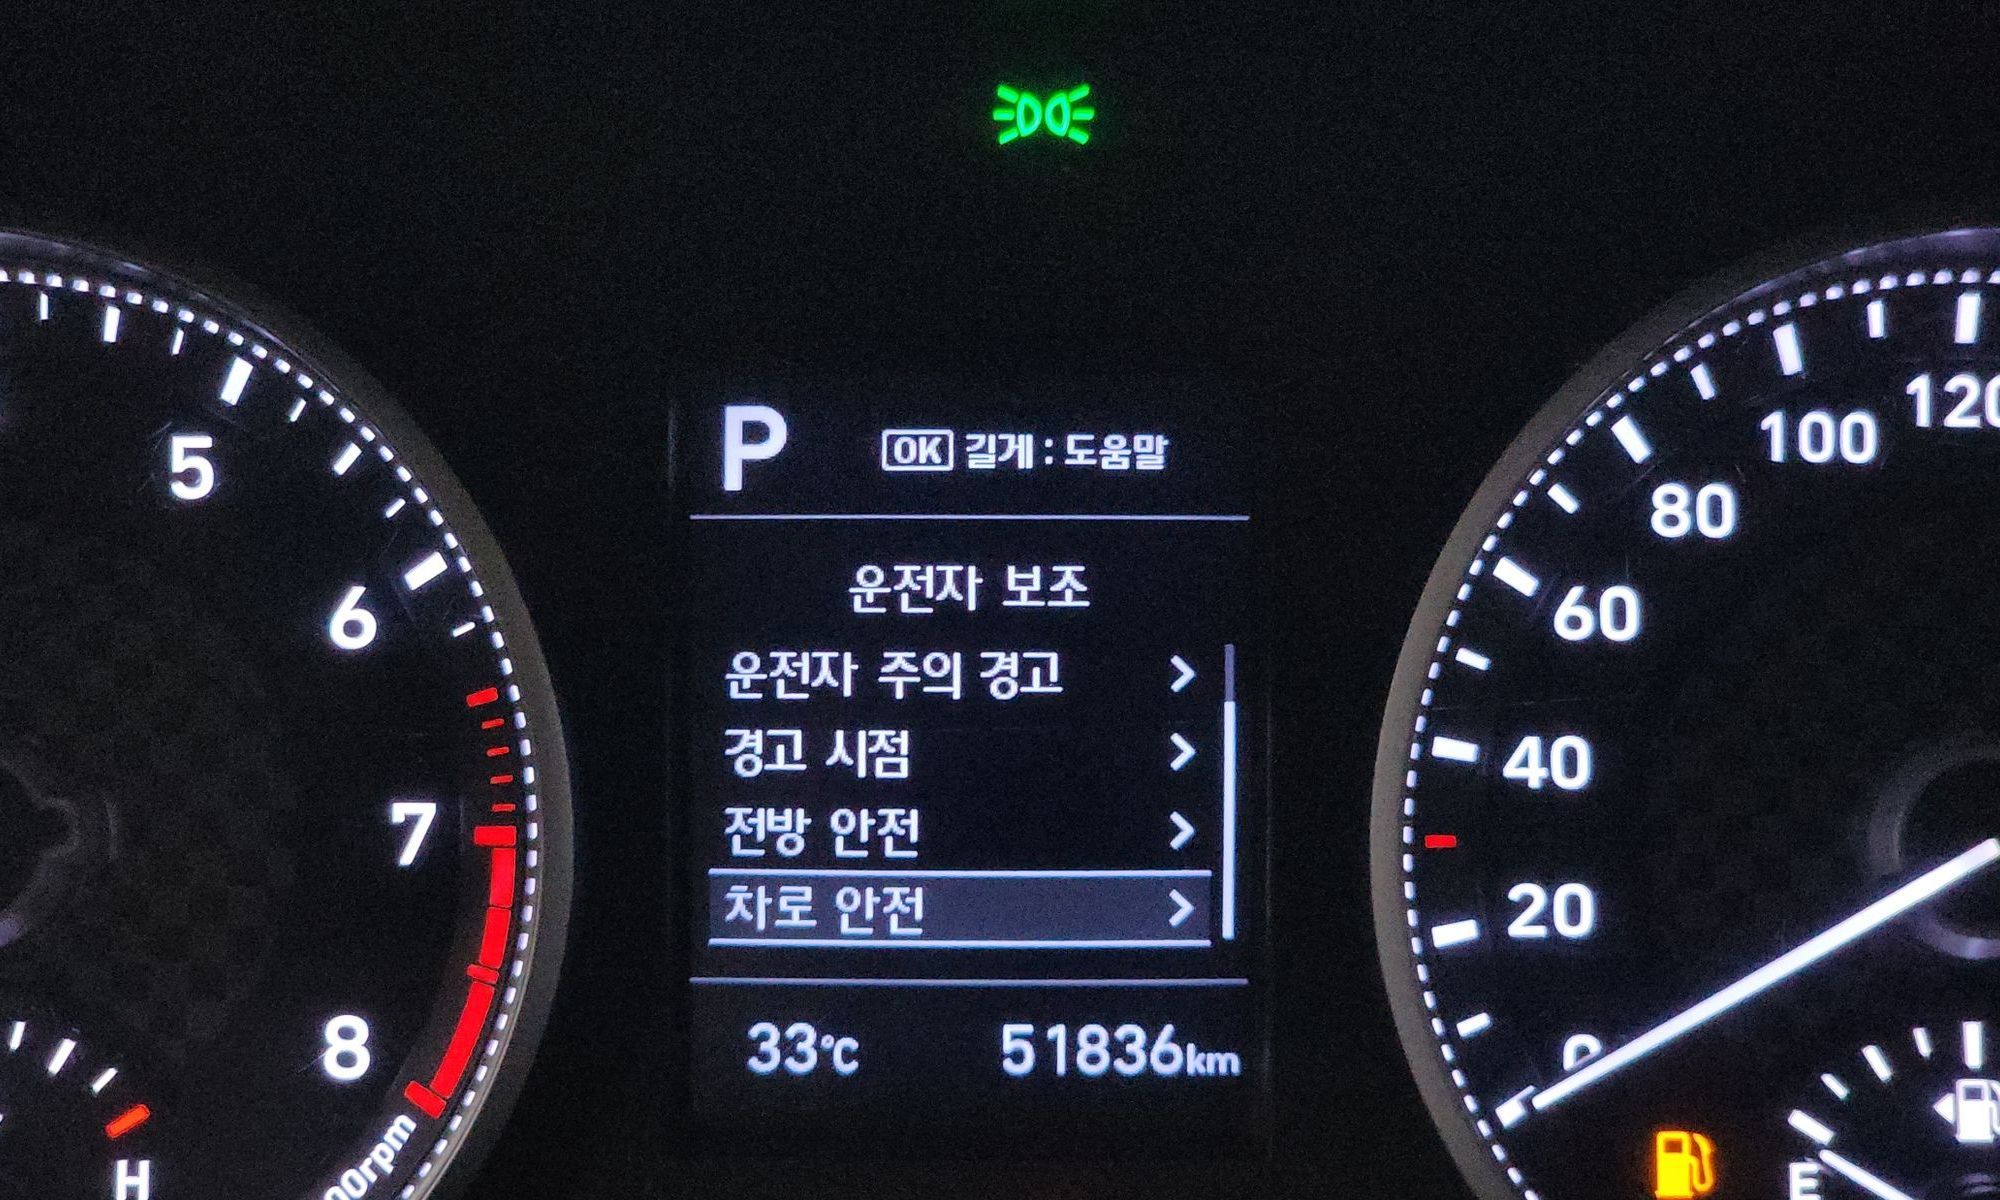 P
OK 길게 : 도움말
운전자 보조
운전자 주의 경고
경고 시점
전방 안전
차로 안전
33°C 51836km
5
6
7
8
H
120
100
80
60
40
20
0
E